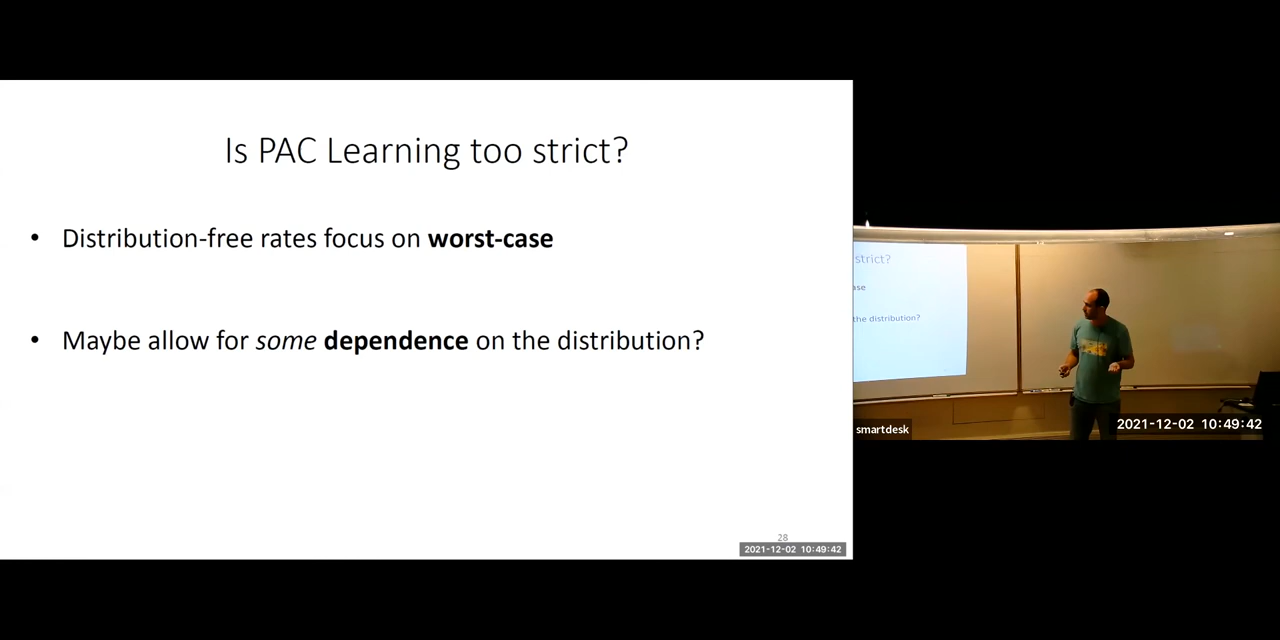 Is PAC Learning too strict?
• Distribution-free rates focus on worst-case
• Maybe allow for some dependence on the distribution?
28
2021-12-02 10:49:42
strict?
ase
the distribution?
smartdesk
2021-12-02 10:49:42